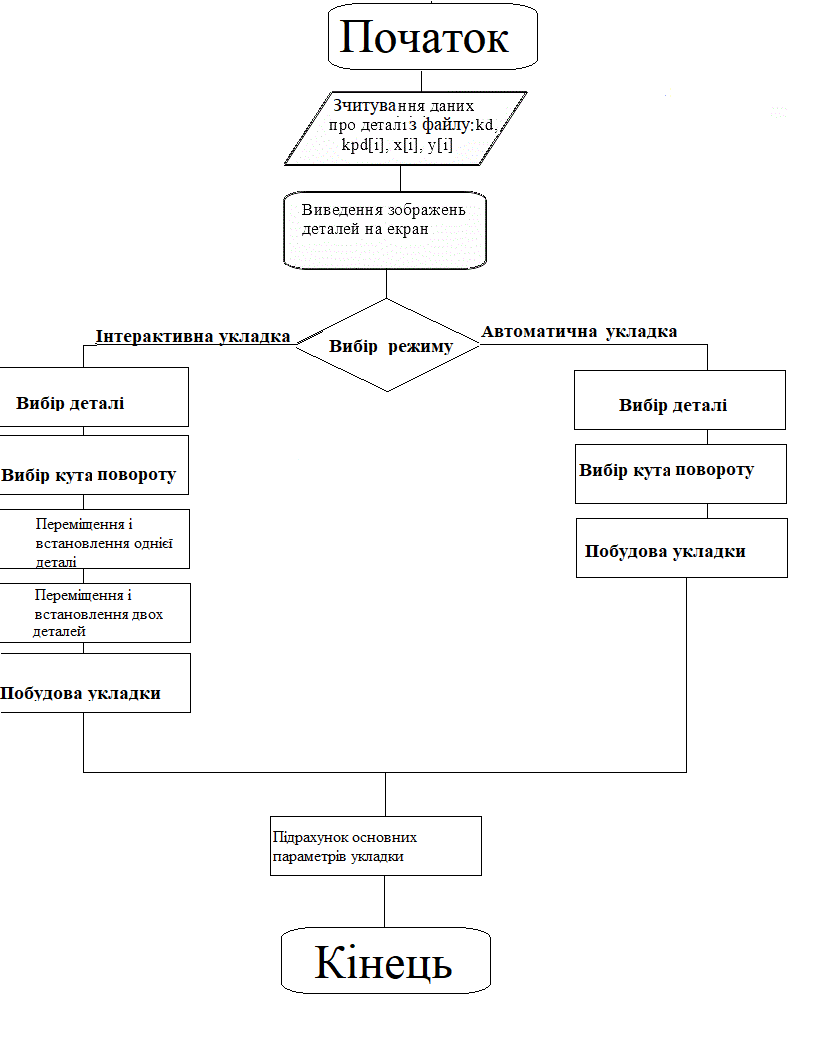 Початок
Зчитування даних
про деталі з файлу:kd,
kpd[i], x[i], y[i]
Виведення зображень
деталей на екран
Інтерактивна укладка
Вибір режиму
Автоматична укладка
Вибір деталі
Вибір кута повороту
Переміщення і
встановлення однієї
деталі
Переміщення і
встановлення двох
деталей
Побудова укладки
Вибір деталі
Вибір кута повороту
Побудова укладки
Підрахунок основних
параметрів укладки
Кінець